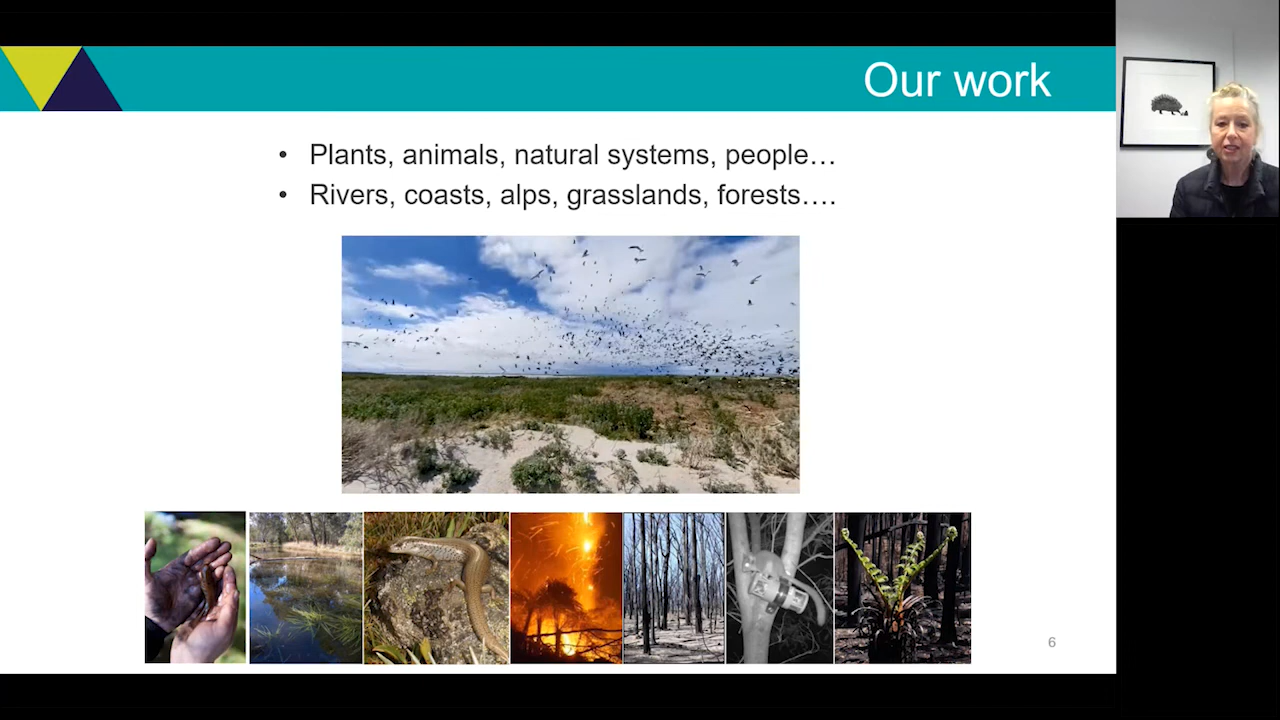 Our work
• Plants, animals, natural systems, people…
• Rivers, coasts, alps, grasslands, forests….
6